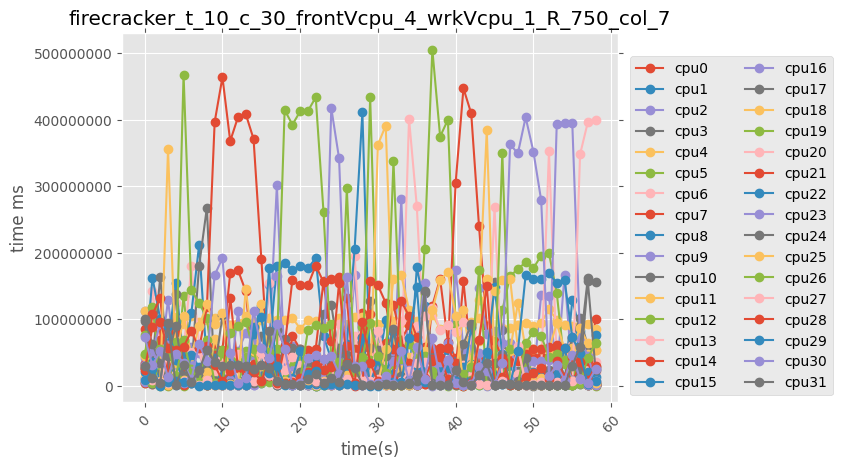 firecracker_t_10_c_30_frontVcpu_4_wrkVcpu_1_R_750_col_7
time ms
500000000
400000000
300000000
200000000
100000000
0
0
10
20
30
40
50
60
time(s)
cpu0
cpu1
cpu2
cpu3
cpu4
cpu5
cpu6
cpu7
cpu8
cpu9
cpu10
cpu11
cpu12
cpu13
cpu14
cpu15
cpu16
cpu17
cpu18
cpu19
cpu20
cpu21
cpu22
cpu23
cpu24
cpu25
cpu26
cpu27
cpu28
cpu29
cpu30
cpu31